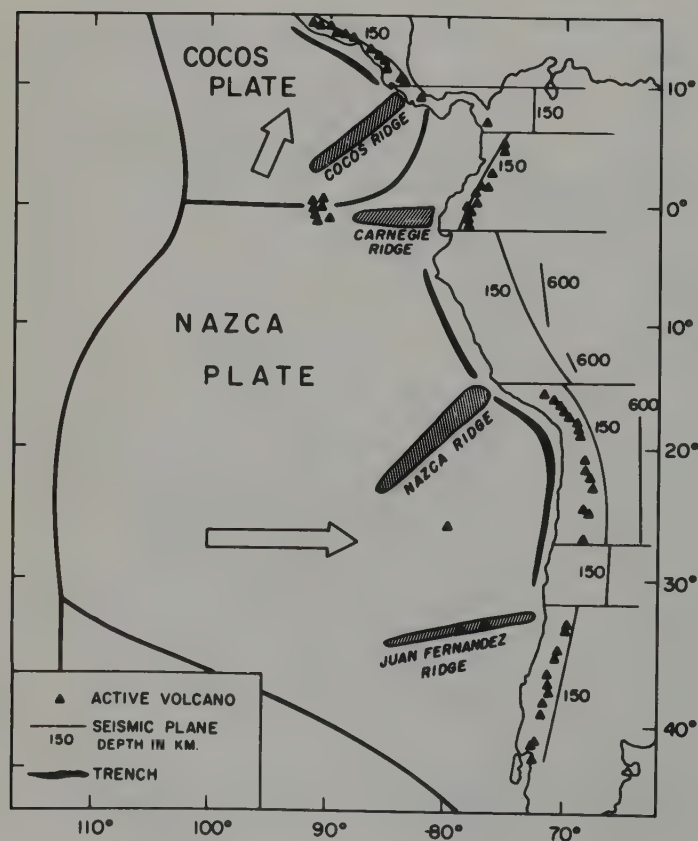 COCOS
PLATE
150
10°
150
COCOS RIDGE
150
0°
CARNEGIE
RIDGE
150
600
NAZCA
PLATE
10°
600
600
150
NAZCA RIDGE
20°
150
30°
JUAN FERNANDEZ
RIDGE
150
ACTIVE VOLCANO
SEISMIC PLANE
150 DEPTH IN KM.
TRENCH
40°
110° 100° 90° -80° 70°